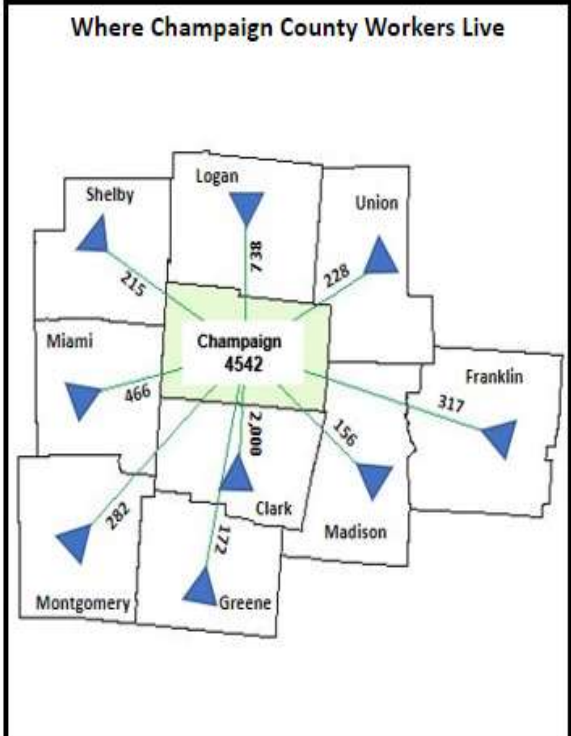 Where Champaign County Workers Live
Logan
Shelby
Union
738
228
215
Champaign
4542
Miami
Franklin
466
317
2,000
156
282
Clark
172
Madison
Montgomery
Greene